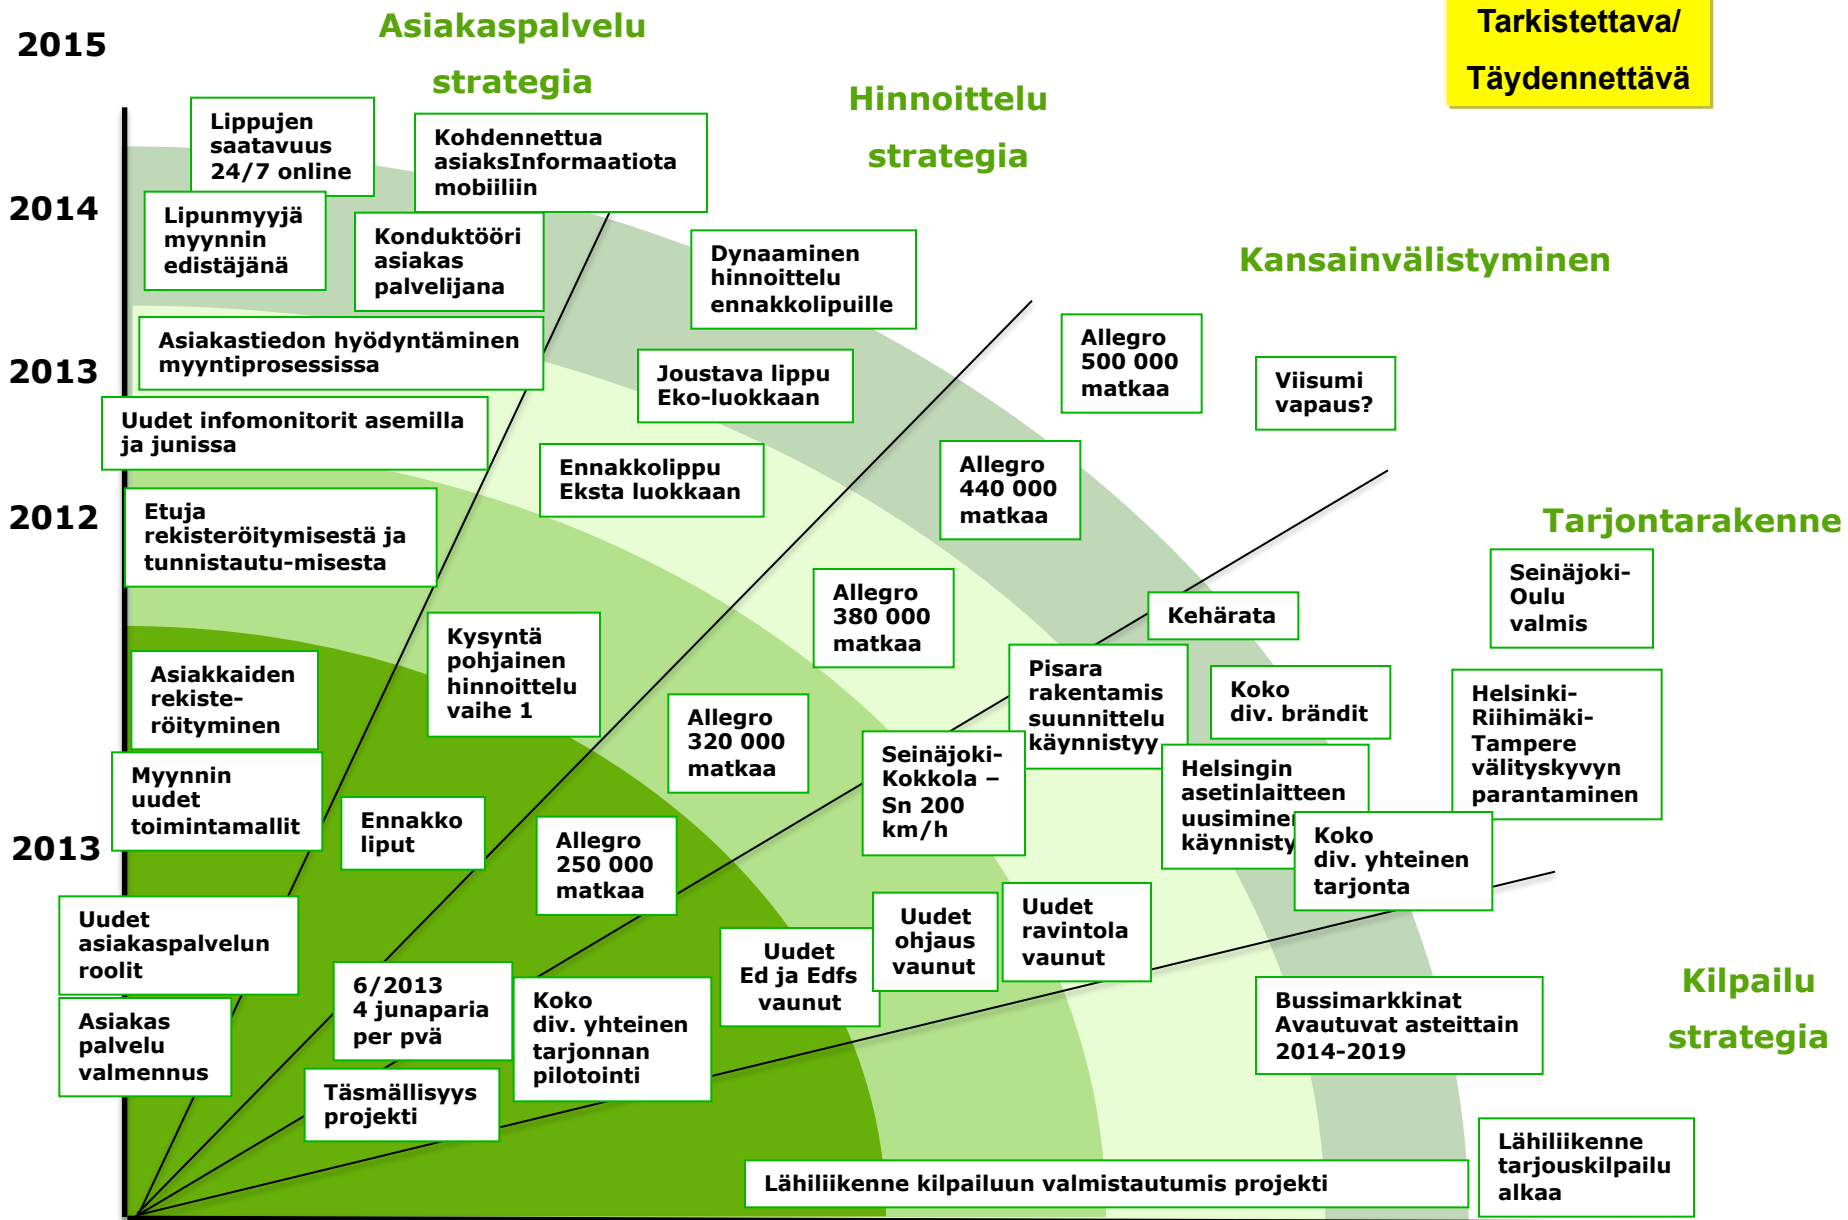 Tarkistettava/
Täydennettävä
Asiakaspalvelu
strategia
Hinnoittelu
strategia
Kansainvälistyminen
Tarjontarakenne
Kilpailu
strategia
2015
2014
2013
2012
2013
Lippujen
saatavuus
24/7 online
Kohdennettua
asiaksInformaatiota
mobiiliin
Lipunmyyjä
myynnin
edistäjänä
Konduktööri
asiakas
palvelijana
Asiakastiedon hyödyntäminen
myyntiprosessissa
Uudet infomonitorit asemilla
ja junissa
Etuja
rekisteröitymisestä ja
tunnistautu-misesta
Asiakkaiden
rekiste-
röityminen
Myynnin
uudet
toimintamallit
Uudet
asiakaspalvelun
roolit
Asiakas
palvelu
valmennus
Dynaaminen
hinnoittelu
ennakkolipuille
Joustava lippu
Eko-luokkaan
Ennakkolippu
Eksta luokkaan
Kysyntä
pohjainen
hinnoittelu
vaihe 1
Ennakko
liput
Allegro
500 000
matkaa
Viisumi
vapaus?
Allegro
440 000
matkaa
Allegro
380 000
matkaa
Allegro
320 000
matkaa
Allegro
250 000
matkaa
6/2013
4 junaparia
per pvä
Täsmällisyys
projekti
Seinäjoki-
Oulu
valmis
Kehärata
Pisara
rakentamis
suunnittelu
käynnistyy
Koko
div. brändit
Helsinki-
Riihimäki-
Tampere
välityskyvyn
parantaminen
Seinäjoki-
Kokkola –
Sn 200
km/h
Helsingin
asetinlaitteen
uusiminen
käynnisty
Koko
div. yhteinen
tarjonta
Uudet
ravintola
vaunut
Uudet
ohjaus
vaunut
Uudet
Ed ja Edfs
vaunut
Koko
div. yhteinen
tarjonnan
pilotointi
Bussimarkkinat
Avautuvat asteittain
2014-2019
Lähiliikenne kilpailuun valmistautumis projekti
Lähiliikenne
tarjouskilpailu
alkaa